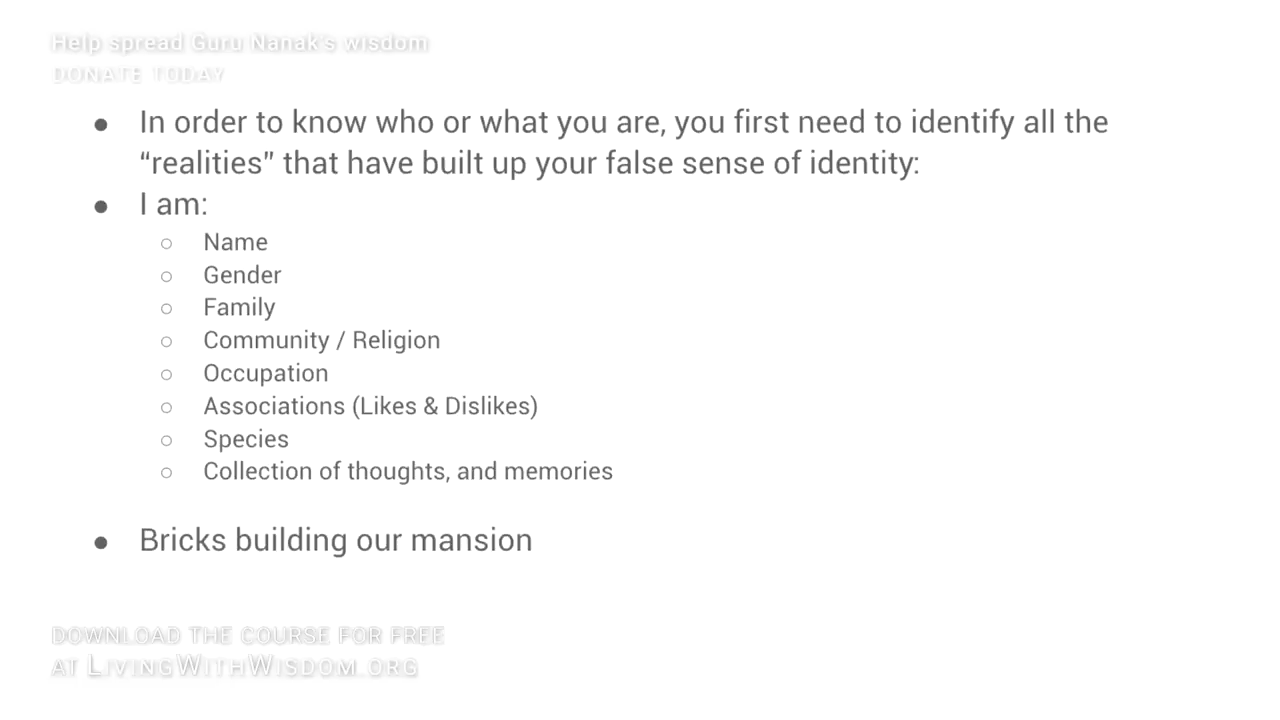 Help spread Guru Nanak's wisdom
DONATE TODAY
● In order to know who or what you are, you first need to identify all the
“realities” that have built up your false sense of identity:
● I am:
○ Name
○ Gender
○ Family
○ Community / Religion
○ Occupation
○ Associations (Likes & Dislikes)
○ Species
○ Collection of thoughts, and memories
● Bricks building our mansion
DOWNLOAD THE COURSE FOR FREE
AT LIVINGWITHWISDOM.ORG